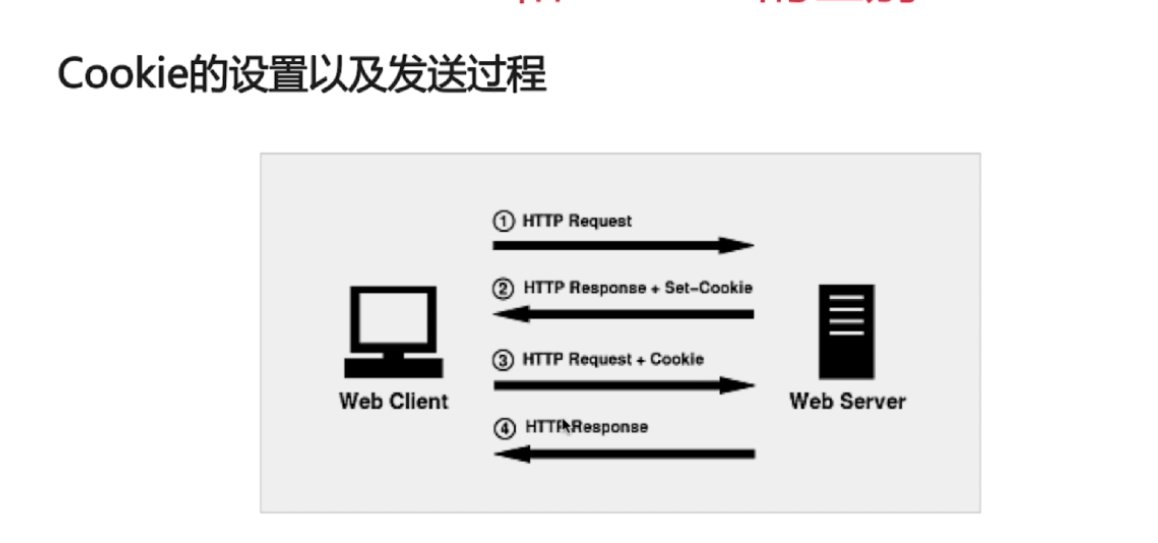 Cookie的设置以及发送过程
① HTTP Request
② HTTP Response + Set-Cookie
③ HTTP Request + Cookie
④ HTTP Response
Web Client
Web Server